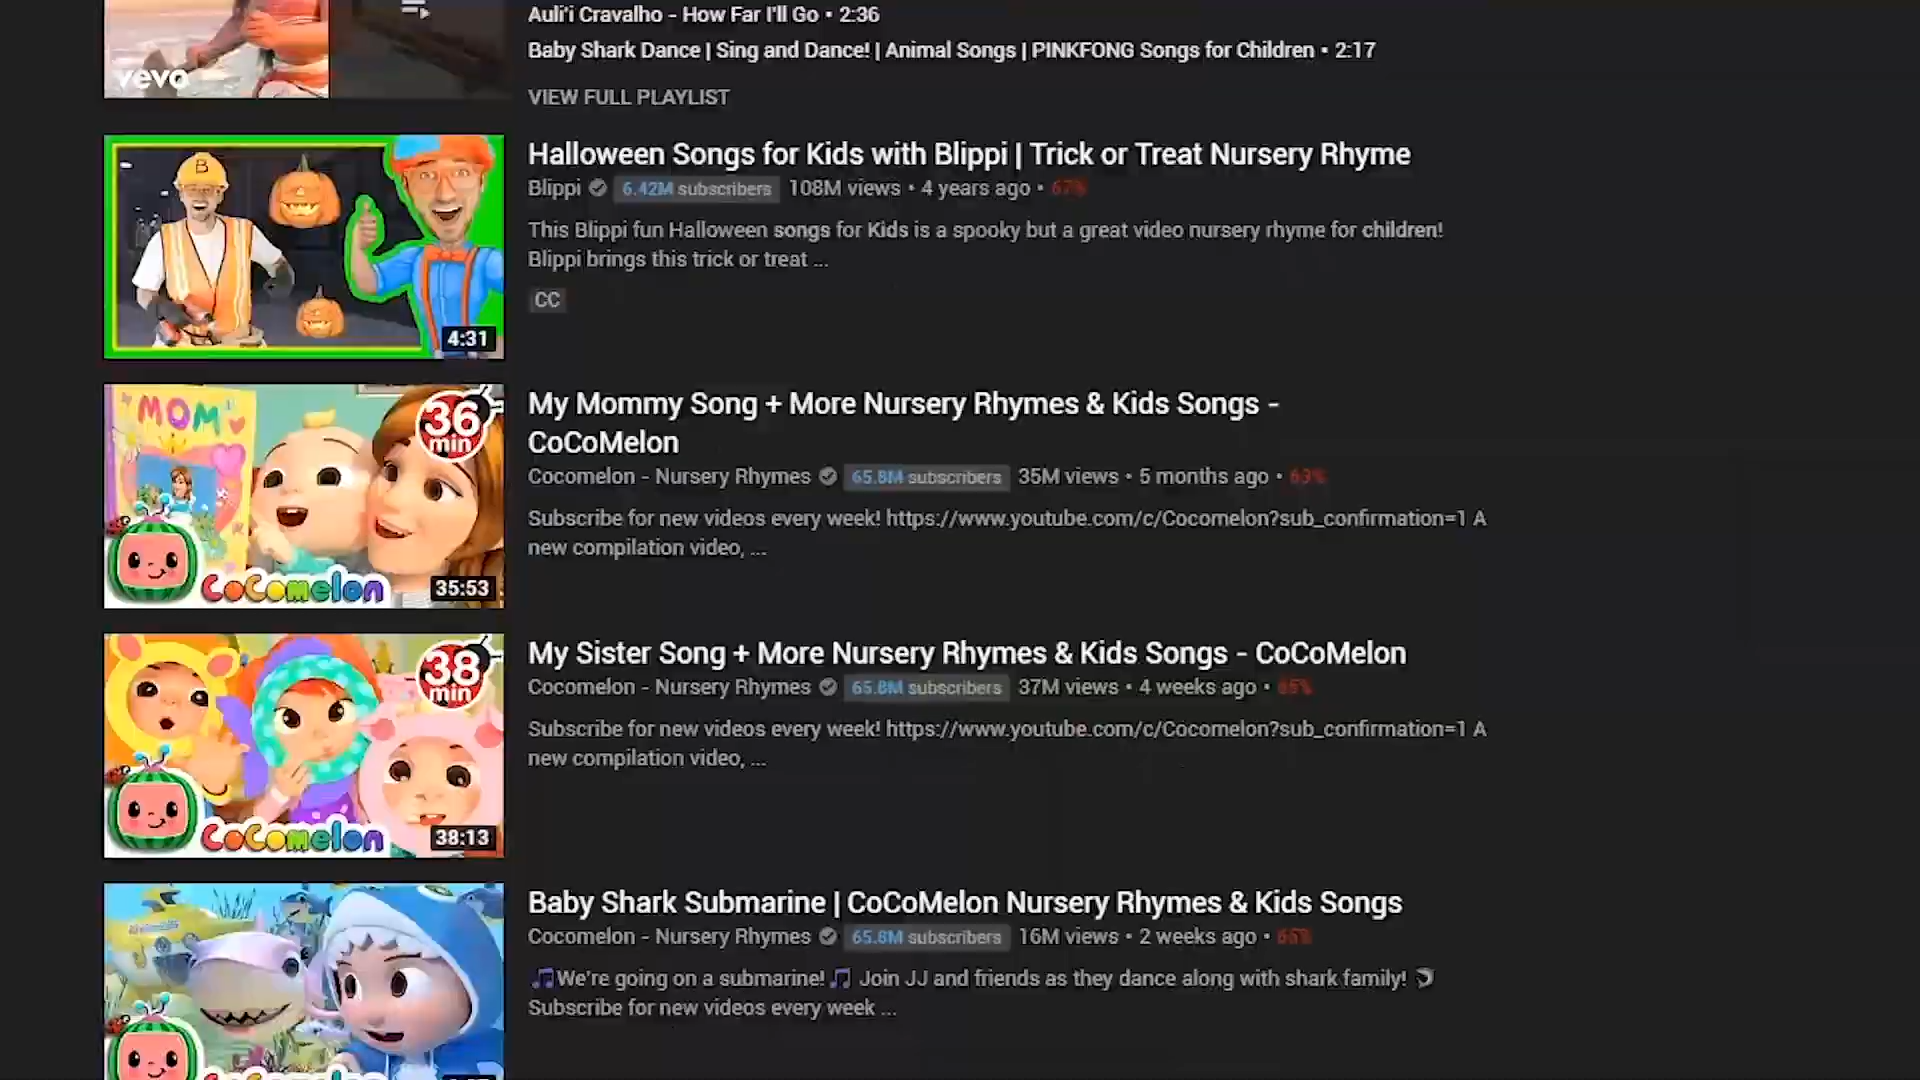 Auli'i Cravalho - How Far I'll Go • 2:36
Baby Shark Dance | Sing and Dance! | Animal Songs | PINKFONG Songs for Children • 2:17
vevo
VIEW FULL PLAYLIST
Halloween Songs for Kids with Blippi | Trick or Treat Nursery Rhyme
Blippi 6.42M subscribers 108M views • 4 years ago • 67%
This Blippi fun Halloween songs for Kids is a spooky but a great video nursery rhyme for children!
Blippi brings this trick or treat ...
CC
B
4:31
My Mommy Song + More Nursery Rhymes & Kids Songs -
CoCoMelon
Cocomelon - Nursery Rhymes 65.8M subscribers 35M views • 5 months ago • 63%
Subscribe for new videos every week! https://www.youtube.com/c/Cocomelon?sub_confirmation=1 A
new compilation video, ...
MOM
36
min
CoComelon
35:53
My Sister Song + More Nursery Rhymes & Kids Songs - CoCoMelon
Cocomelon - Nursery Rhymes 65.8M subscribers 37M views • 4 weeks ago • 65%
Subscribe for new videos every week! https://www.youtube.com/c/Cocomelon?sub_confirmation=1 A
new compilation video, ...
38
min
CoComelon
38:13
Baby Shark Submarine | CoCoMelon Nursery Rhymes & Kids Songs
Cocomelon - Nursery Rhymes 65.8M subscribers 16M views • 2 weeks ago • 65%
🎵We're going on a submarine!🎵 Join JJ and friends as they dance along with shark family!
Subscribe for new videos every week ...